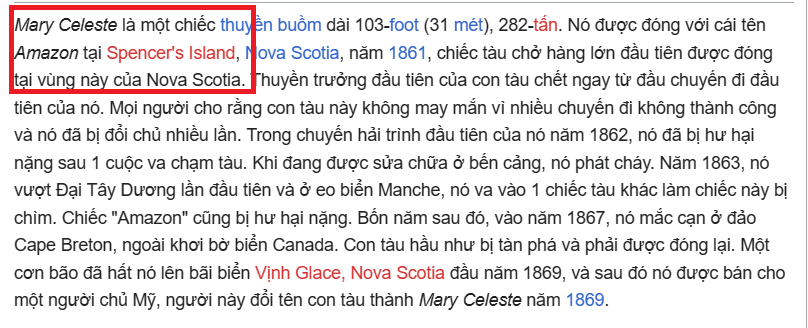 Mary Celeste là một chiếc thuyền buồm dài 103-foot (31 mét), 282-tấn. Nó được đóng với cái tên
Amazon tại Spencer's Island, Nova Scotia, năm 1861, chiếc tàu chở hàng lớn đầu tiên được đóng
tại vùng này của Nova Scotia. Thuyền trưởng đầu tiên của con tàu chết ngay từ đầu chuyến đi đầu
tiên của nó. Mọi người cho rằng con tàu này không may mắn vì nhiều chuyến đi không thành công
và nó đã bị đổi chủ nhiều lần. Trong chuyến hải trình đầu tiên của nó năm 1862, nó đã bị hư hại
nặng sau 1 cuộc va chạm tàu. Khi đang được sửa chữa ở bến cảng, nó phát cháy. Năm 1863, nó
vượt Đại Tây Dương lần đầu tiên và ở eo biển Manche, nó va vào 1 chiếc tàu khác làm chiếc này bị
chìm. Chiếc "Amazon" cũng bị hư hại nặng. Bốn năm sau đó, vào năm 1867, nó mắc cạn ở đảo
Cape Breton, ngoài khơi bờ biển Canada. Con tàu hầu như bị tàn phá và phải được đóng lại. Một
cơn bão đã hất nó lên bãi biển Vịnh Glace, Nova Scotia đầu năm 1869, và sau đó nó được bán cho
một người chủ Mỹ, người này đổi tên con tàu thành Mary Celeste năm 1869.